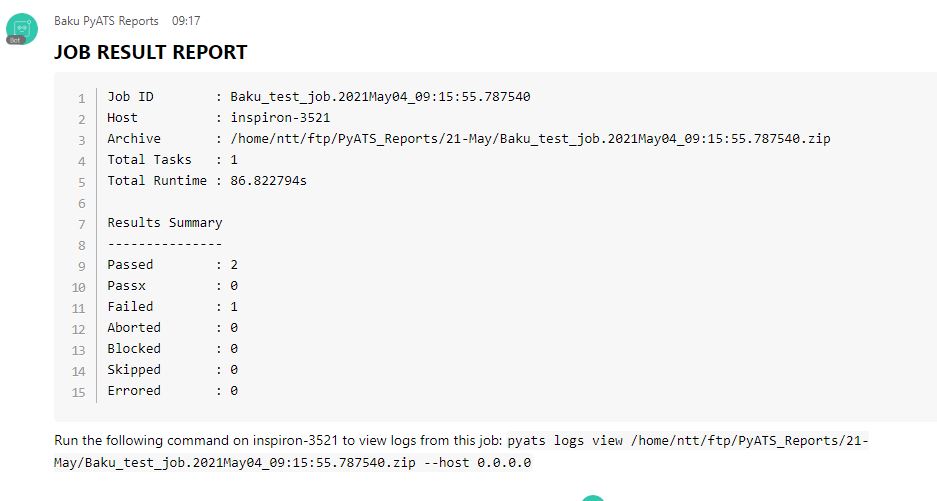 Baku PyATS Reports 09:17
Bot
JOB RESULT REPORT
1 Job ID : Baku_test_job.2021May04_09:15:55.787540
2 Host : inspiron-3521
3 Archive : /home/ntt/ftp/PyATS_Reports/21-May/Baku_test_job.2021May04_09:15:55.787540.zip
4 Total Tasks : 1
5 Total Runtime : 86.822794s
6
7 Results Summary
8 ---------------
9 Passed : 2
10 Passx : 0
11 Failed : 1
12 Aborted : 0
13 Blocked : 0
14 Skipped : 0
15 Errored : 0
Run the following command on inspiron-3521 to view logs from this job: pyats logs view /home/ntt/ftp/PyATS_Reports/21-
May/Baku_test_job.2021May04_09:15:55.787540.zip --host 0.0.0.0